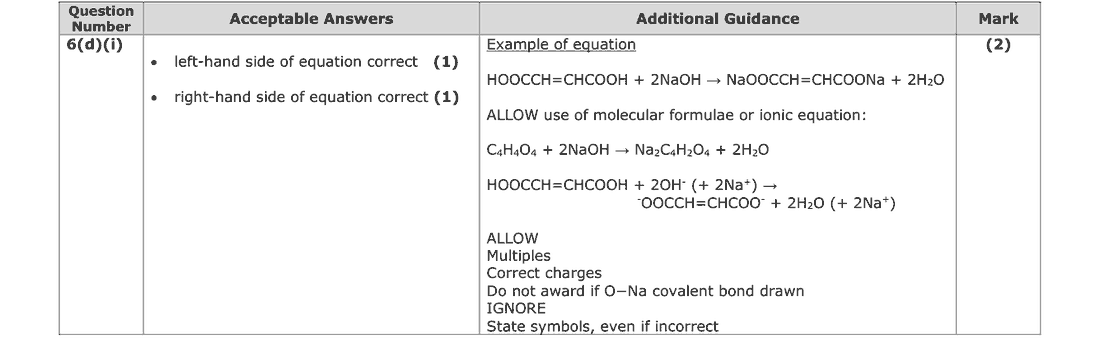 Question
Number
Acceptable Answers
Additional Guidance
Mark
6(d)(i)
• left-hand side of equation correct (1)
• right-hand side of equation correct (1)
Example of equation
HOOCCH=CHCOOH + 2NaOH → NaOOCCH=CHCOONa + 2H₂O
ALLOW use of molecular formulae or ionic equation:
C₄H₄O₄ + 2NaOH → Na₂C₄H₂O₄ + 2H₂O
HOOCCH=CHCOOH + 2OH⁻ (+ 2Na⁺) →
⁻OOCCH=CHCOO⁻ + 2H₂O (+ 2Na⁺)
ALLOW
Multiples
Correct charges
Do not award if O–Na covalent bond drawn
IGNORE
State symbols, even if incorrect
(2)